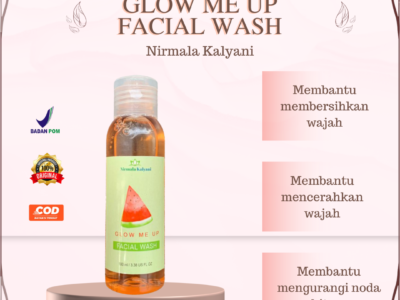 GLOW ME UP
FACIAL WASH
Nirmala Kalyani
Membantu
membersihkan
wajah
BADAN POM
ORIGINAL
COD
Nirmala Kalyani
GLOW ME UP
FACIAL WASH
Membantu
mencerahkan
wajah
Membantu
mengurangi noda